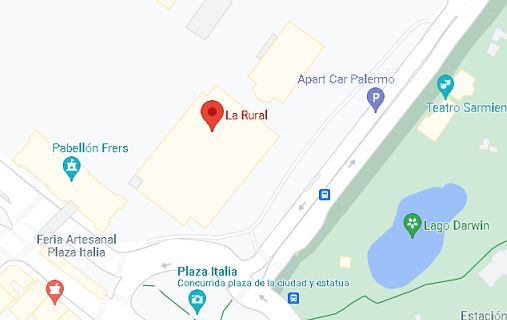 Apart Car Palermo
P
La Rural
Teatro Sarmien
Estación
Pabellón Frers
Lago Darwin
Feria Artesanal
Plaza Italia
Plaza Italia
Concurrida plaza de la ciudad y estatua